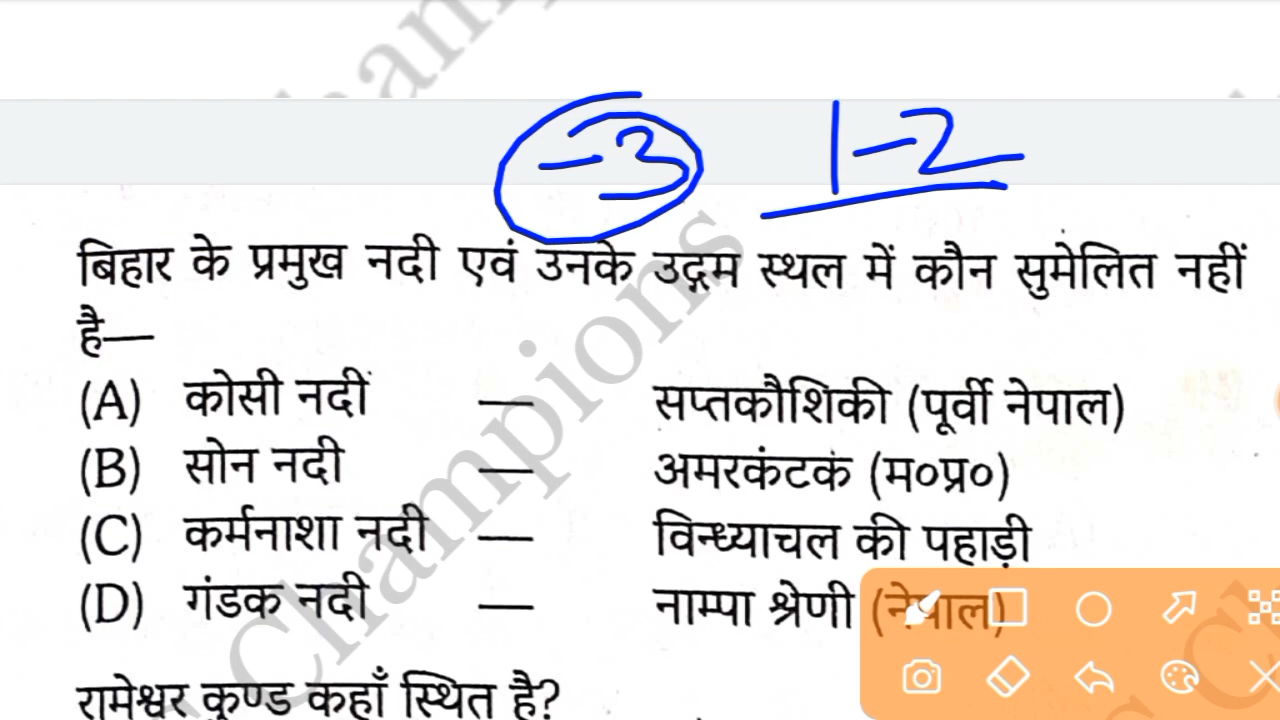 -3 1-2
बिहार के प्रमुख नदी एवं उनके उद्गम स्थल में कौन सुमेलित नहीं
है—
(A) कोसी नदी — सप्तकौशिकी (पूर्वी नेपाल)
(B) सोन नदी — अमरकंटक (म०प्र०)
(C) कर्मनाशा नदी — विन्ध्याचल की पहाड़ी
(D) गंडक नदी — नाम्पा श्रेणी (नेपाल)
रामेश्वर कुण्ड कहाँ स्थित है?
Champions